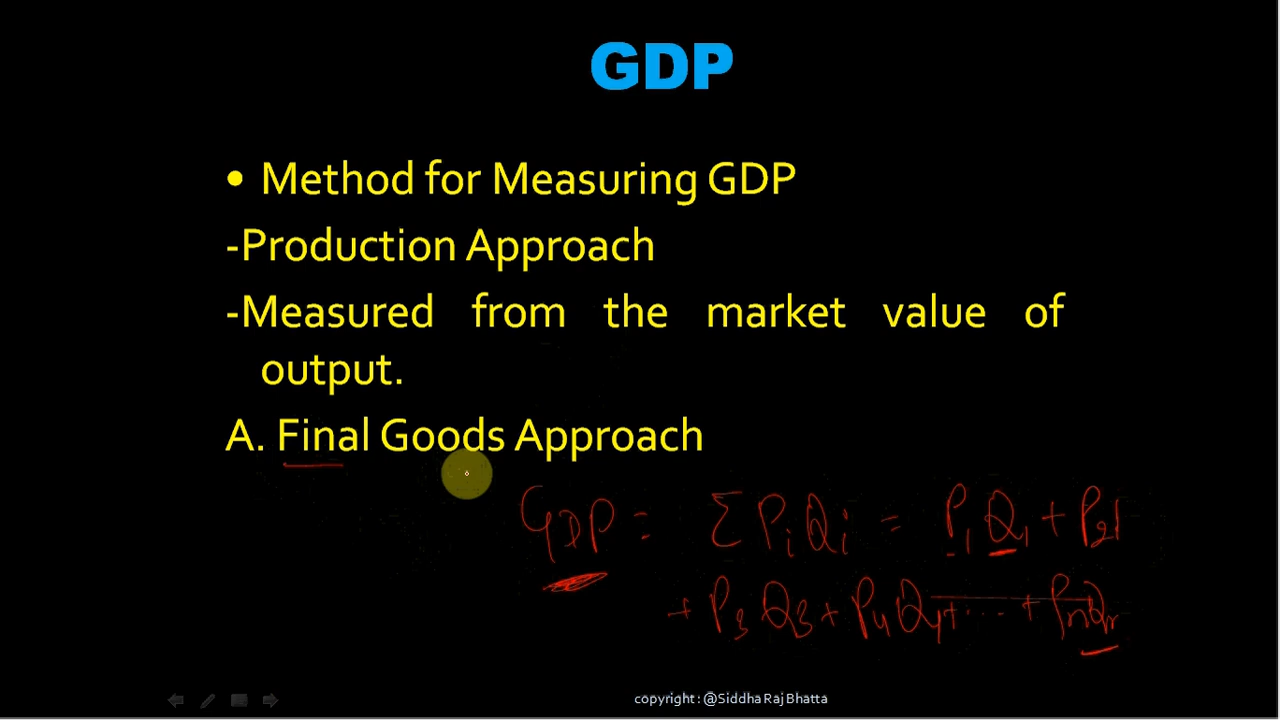 GDP
• Method for Measuring GDP
-Production Approach
-Measured from the market value of
output.
A. Final Goods Approach
GDP = ΣPiQi = P1Q1 + P2
+ P3Q3 + P4Q4 + ... + PnQn
copyright : @Siddha Raj Bhatta